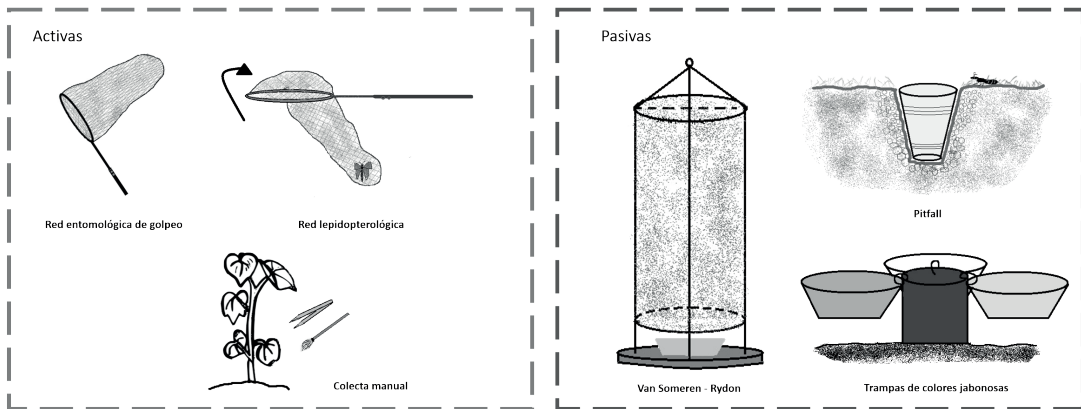 Activas
Red entomológica de golpeo
Red lepidopterológica
Colecta manual
Pasivas
Pitfall
Van Someren - Rydon
Trampas de colores jabonosas